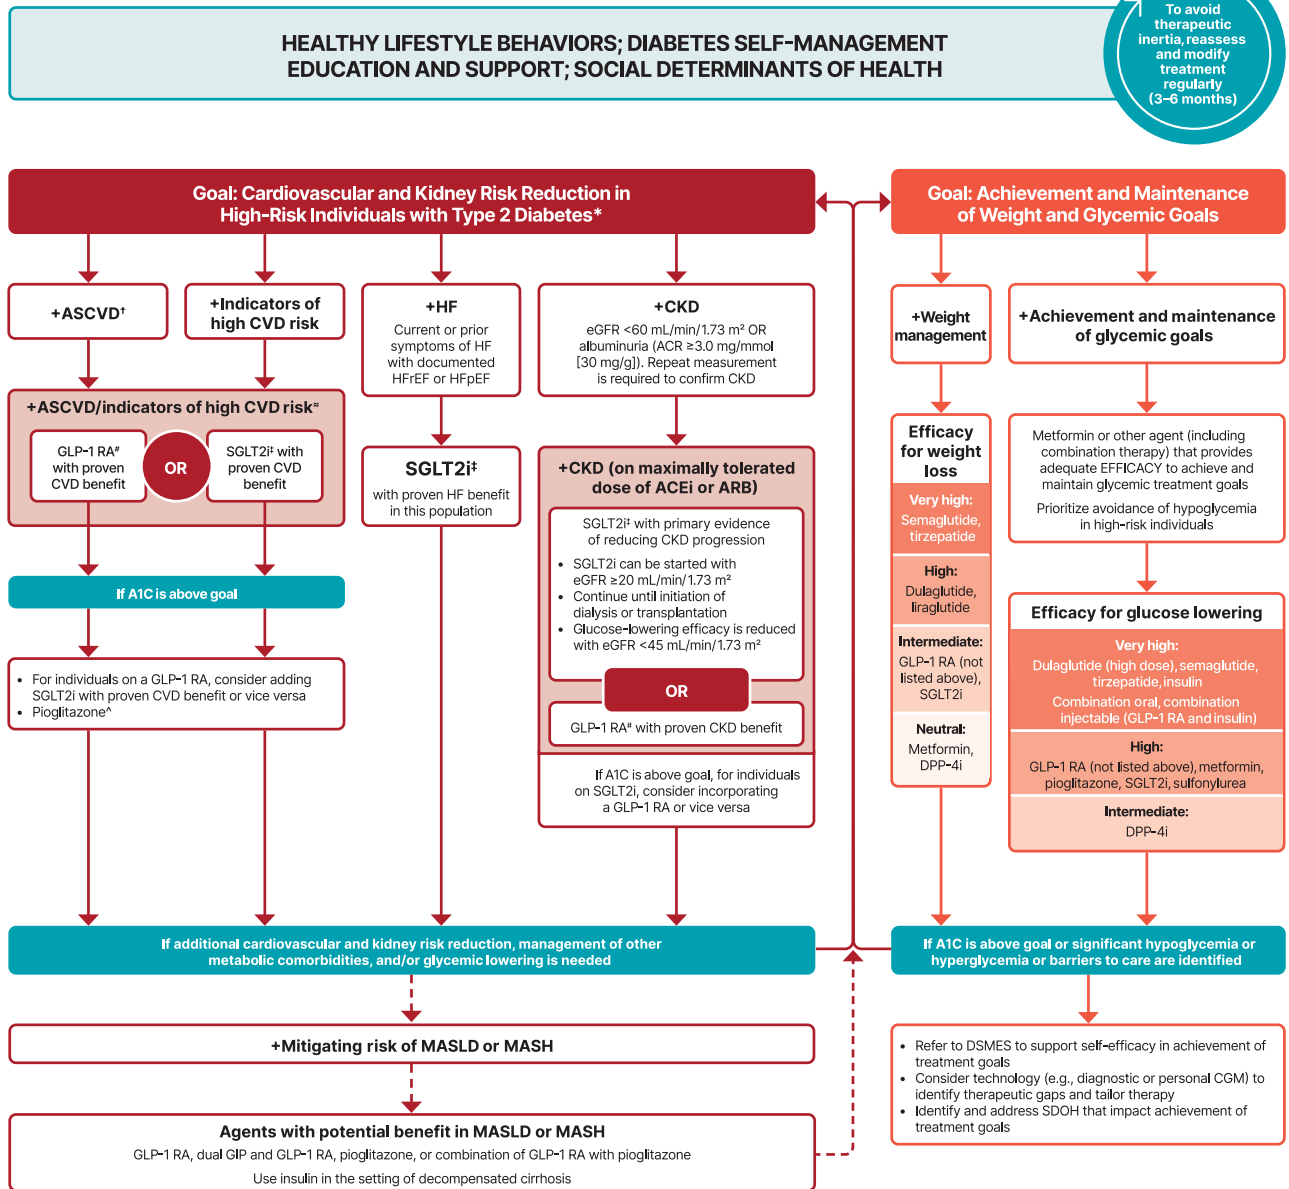 HEALTHY LIFESTYLE BEHAVIORS; DIABETES SELF-MANAGEMENT
EDUCATION AND SUPPORT; SOCIAL DETERMINANTS OF HEALTH
To avoid
therapeutic
inertia, reassess
and modify
treatment
regularly
(3–6 months)
Goal: Cardiovascular and Kidney Risk Reduction in
High-Risk Individuals with Type 2 Diabetes*
+ASCVD†
+Indicators of
high CVD risk
+ASCVD/indicators of high CVD risk≈
GLP-1 RA#
with proven
CVD benefit
OR
SGLT2i‡ with
proven CVD
benefit
If A1C is above goal
• For individuals on a GLP-1 RA, consider adding
SGLT2i with proven CVD benefit or vice versa
• Pioglitazone^
+HF
Current or prior
symptoms of HF
with documented
HFrEF or HFpEF
SGLT2i‡
with proven HF benefit
in this population
+CKD
eGFR <60 mL/min/1.73 m² OR
albuminuria (ACR ≥3.0 mg/mmol
[30 mg/g]). Repeat measurement
is required to confirm CKD
+CKD (on maximally tolerated
dose of ACEi or ARB)
SGLT2i‡ with primary evidence
of reducing CKD progression
• SGLT2i can be started with
eGFR ≥20 mL/min/1.73 m²
• Continue until initiation of
dialysis or transplantation
• Glucose-lowering efficacy is reduced
with eGFR <45 mL/min/1.73 m²
OR
GLP-1 RA# with proven CKD benefit
If A1C is above goal, for individuals
on SGLT2i, consider incorporating
a GLP-1 RA or vice versa
If additional cardiovascular and kidney risk reduction, management of other
metabolic comorbidities, and/or glycemic lowering is needed
+Mitigating risk of MASLD or MASH
Agents with potential benefit in MASLD or MASH
GLP-1 RA, dual GIP and GLP-1 RA, pioglitazone, or combination of GLP-1 RA with pioglitazone
Use insulin in the setting of decompensated cirrhosis
Goal: Achievement and Maintenance
of Weight and Glycemic Goals
+Weight
management
Efficacy
for weight
loss
Very high:
Semaglutide,
tirzepatide
High:
Dulaglutide,
liraglutide
Intermediate:
GLP-1 RA (not
listed above),
SGLT2i
Neutral:
Metformin,
DPP-4i
+Achievement and maintenance
of glycemic goals
Metformin or other agent (including
combination therapy) that provides
adequate EFFICACY to achieve and
maintain glycemic treatment goals
Prioritize avoidance of hypoglycemia
in high-risk individuals
Efficacy for glucose lowering
Very high:
Dulaglutide (high dose), semaglutide,
tirzepatide, insulin
Combination oral, combination
injectable (GLP-1 RA and insulin)
High:
GLP-1 RA (not listed above), metformin,
pioglitazone, SGLT2i, sulfonylurea
Intermediate:
DPP-4i
If A1C is above goal or significant hypoglycemia or
hyperglycemia or barriers to care are identified
• Refer to DSMES to support self-efficacy in achievement of
treatment goals
• Consider technology (e.g., diagnostic or personal CGM) to
identify therapeutic gaps and tailor therapy
• Identify and address SDOH that impact achievement of
treatment goals